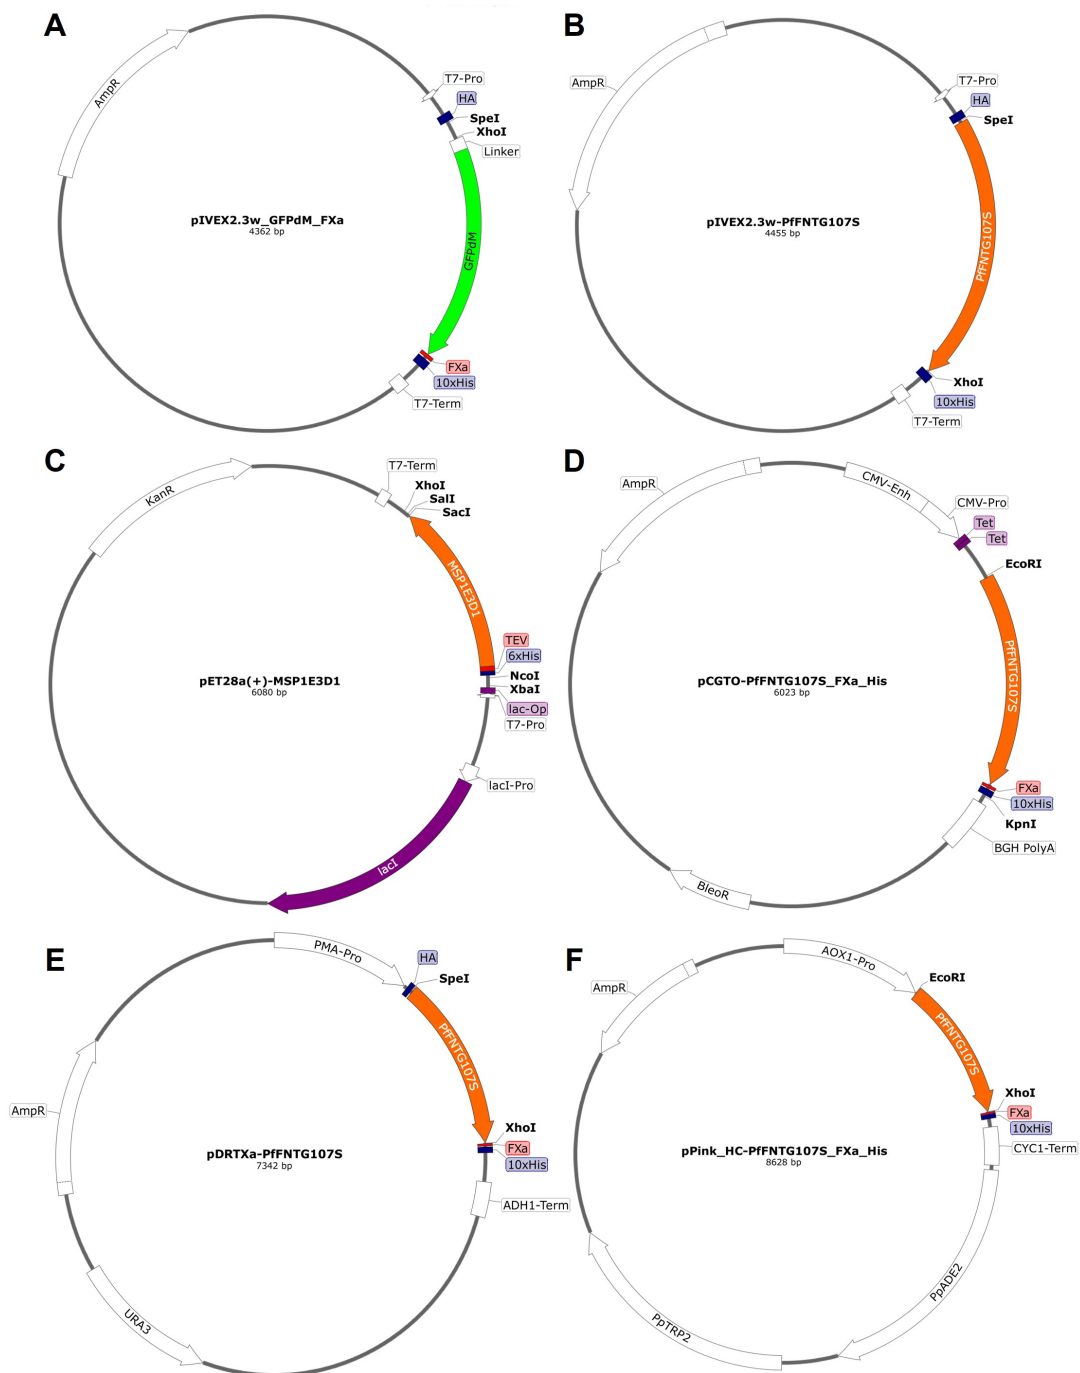 A
AmpR
T7-Pro
HA
SpeI
XhoI
Linker
pIVEX2.3w_GFPdM_FXa
4362 bp
GFPdM
FXa
10xHis
T7-Term
B
AmpR
T7-Pro
HA
SpeI
pIVEX2.3w-PfFNTG107S
4455 bp
PfFNTG107S
XhoI
10xHis
T7-Term
C
KanR
T7-Term
XhoI
SalI
SacI
MSP1E3D1
TEV
6xHis
NcoI
XbaI
lac-Op
T7-Pro
pET28a(+)-MSP1E3D1
6080 bp
lacI-Pro
lacI
D
AmpR
CMV-Enh
CMV-Pro
Tet
Tet
EcoRI
PfFNTG107S
pCGTO-PfFNTG107S_FXa_His
6023 bp
FXa
10xHis
KpnI
BGH PolyA
BleoR
E
PMA-Pro
HA
SpeI
PfFNTG107S
AmpR
XhoI
FXa
10xHis
pDRTXa-PfFNTG107S
7342 bp
ADH1-Term
URA3
F
AOX1-Pro
EcoRI
AmpR
PfFNTG107S
XhoI
FXa
10xHis
CYC1-Term
pPink_HC-PfFNTG107S_FXa_His
8628 bp
PpADE2
PpTRP2